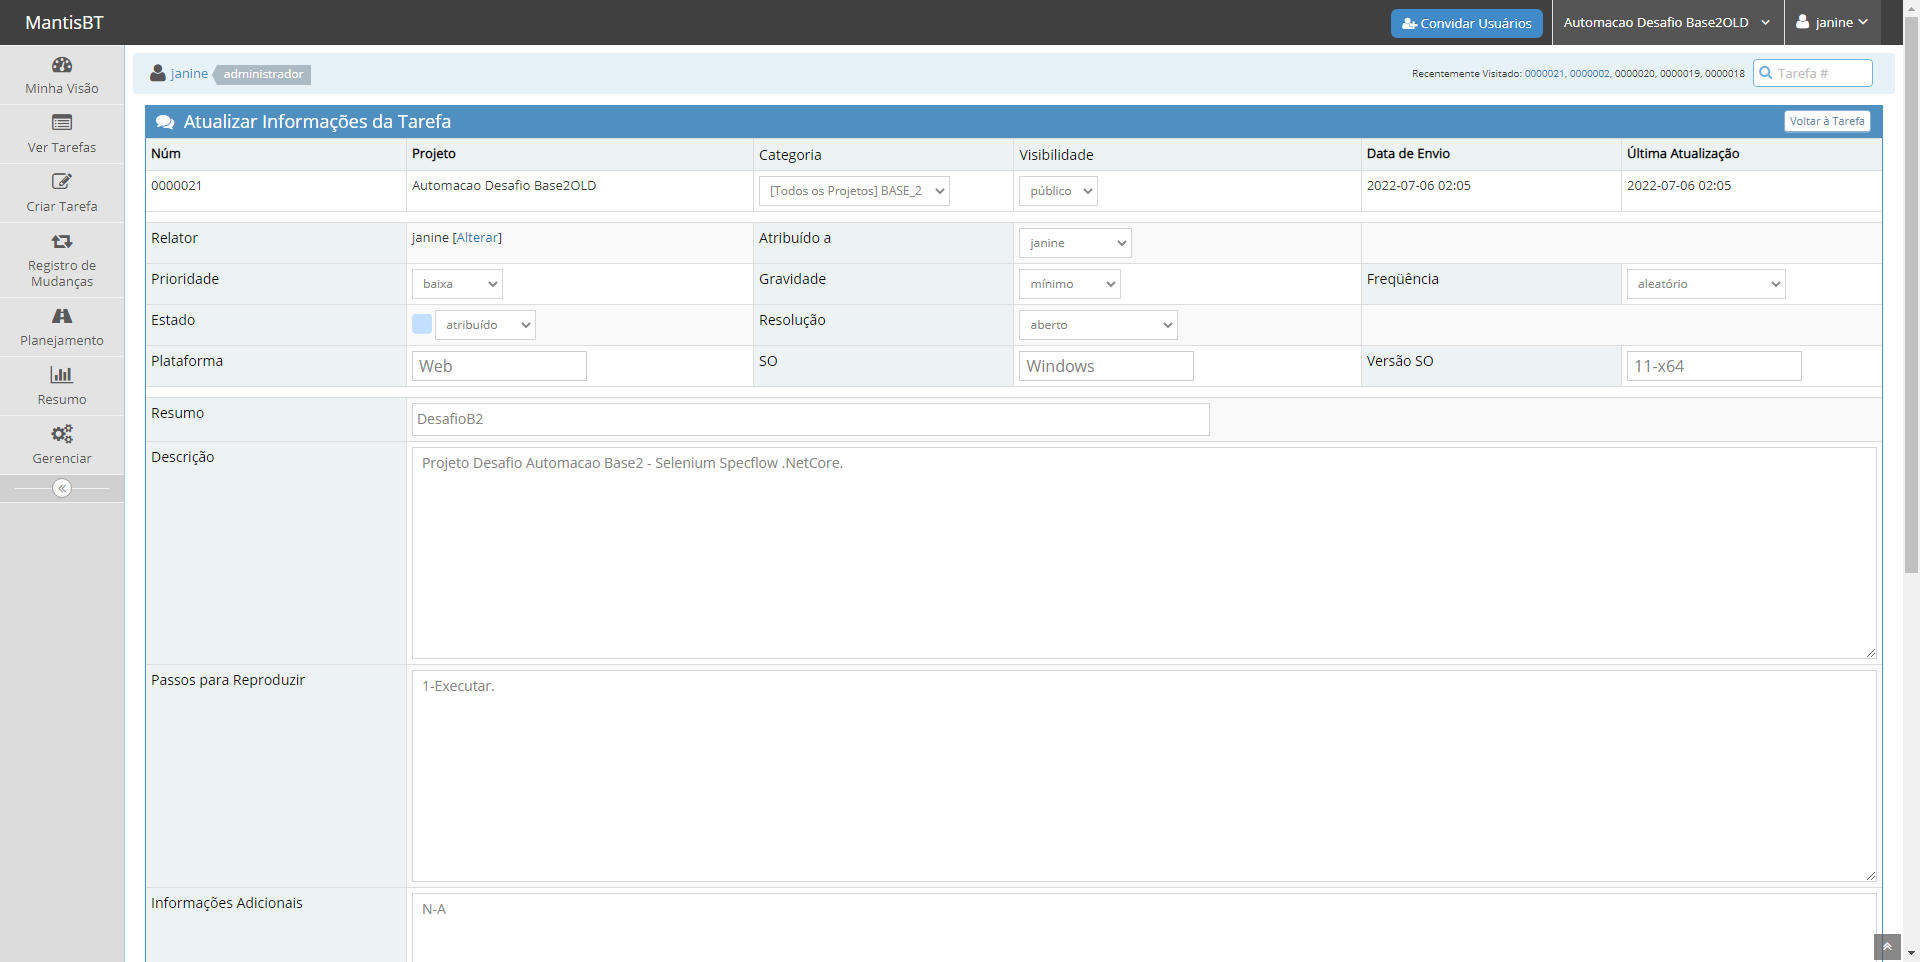 MantisBT
Convidar Usuários
Automacao Desafio Base2OLD
janine
Minha Visão
Ver Tarefas
Criar Tarefa
Registro de
Mudanças
Planejamento
Resumo
Gerenciar
janine administrador
Recentemente Visitado: 0000021, 0000002, 0000020, 0000019, 0000018
Tarefa #
Atualizar Informações da Tarefa
Voltar à Tarefa
Núm Projeto Categoria Visibilidade Data de Envio Última Atualização
0000021 Automacao Desafio Base2OLD [Todos os Projetos] BASE_2 público 2022-07-06 02:05 2022-07-06 02:05
Relator janine [Alterar] Atribuído a janine
Prioridade baixa Gravidade mínimo Freqüência aleatório
Estado atribuído Resolução aberto
Plataforma Web SO Windows Versão SO 11-x64
Resumo DesafioB2
Descrição Projeto Desafio Automacao Base2 - Selenium Specflow .NetCore.
Passos para Reproduzir 1-Executar.
Informações Adicionais N-A